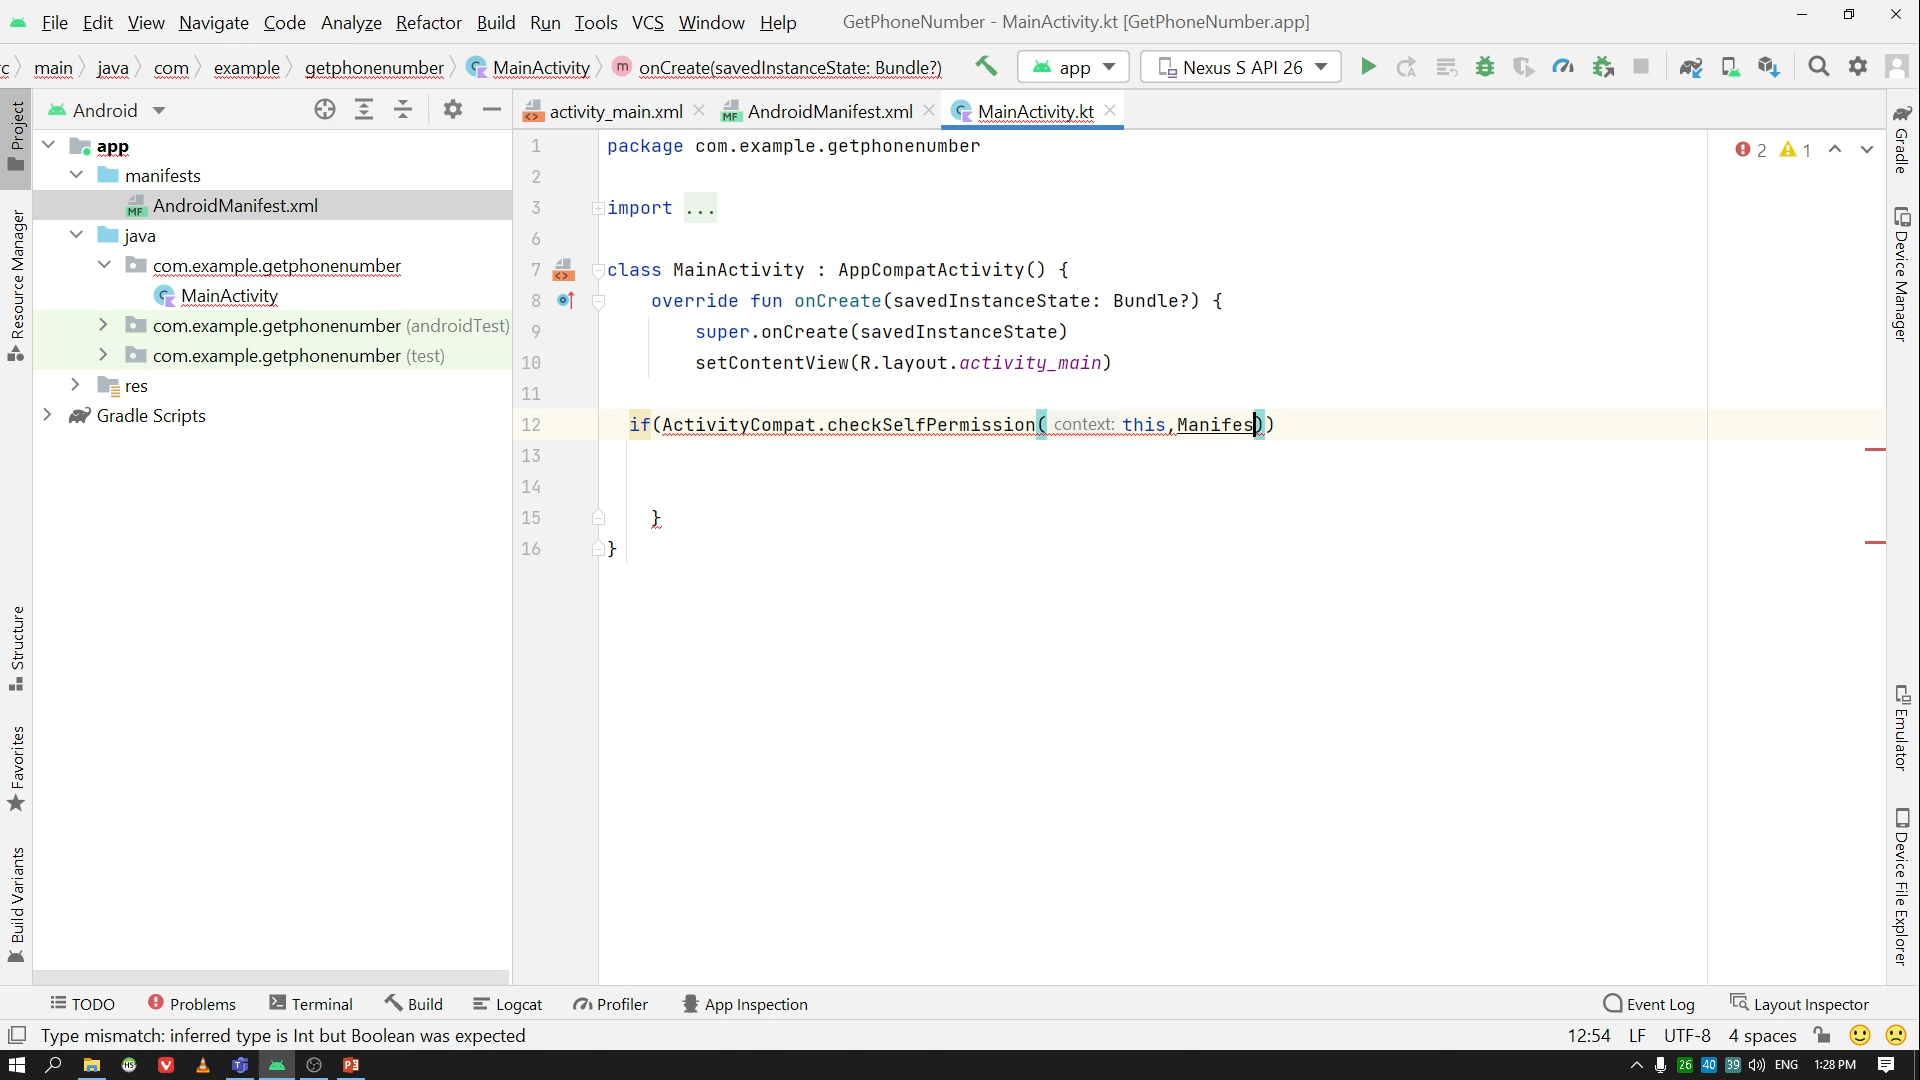 File Edit View Navigate Code Analyze Refactor Build Run Tools VCS Window Help GetPhoneNumber - MainActivity.kt [GetPhoneNumber.app]
main java com example getphonenumber MainActivity onCreate(savedInstanceState: Bundle?) app Nexus S API 26
Android activity_main.xml AndroidManifest.xml MainActivity.kt
app
manifests
AndroidManifest.xml
java
com.example.getphonenumber
MainActivity
com.example.getphonenumber (androidTest)
com.example.getphonenumber (test)
res
Gradle Scripts
1 package com.example.getphonenumber
2
3 import ...
6
7 class MainActivity : AppCompatActivity() {
8 override fun onCreate(savedInstanceState: Bundle?) {
9 super.onCreate(savedInstanceState)
10 setContentView(R.layout.activity_main)
11
12 if(ActivityCompat.checkSelfPermission( context: this,Manifes))
13
14
15 }
16 }
2 1
Project
Resource Manager
Structure
Favorites
Build Variants
Gradle
Device Manager
Emulator
Device File Explorer
TODO Problems Terminal Build Logcat Profiler App Inspection Event Log Layout Inspector
Type mismatch: inferred type is Int but Boolean was expected 12:54 LF UTF-8 4 spaces
26 40 39 ENG 1:28 PM